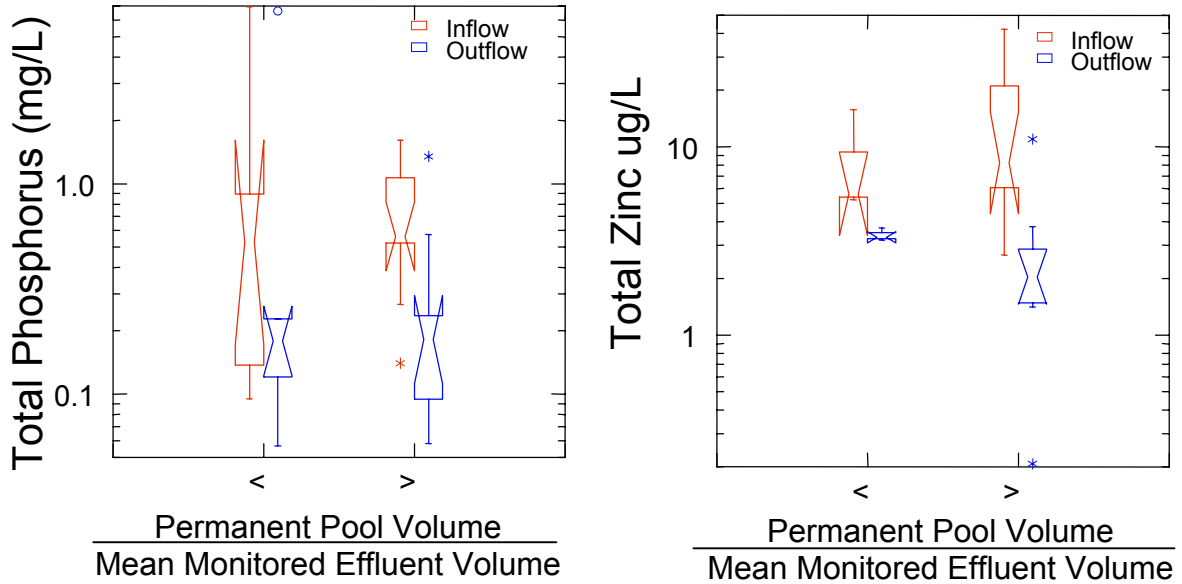 Total Phosphorus (mg/L)
Inflow
Outflow
1.0
0.1
<
>
Permanent Pool Volume
Mean Monitored Effluent Volume
Total Zinc ug/L
Inflow
Outflow
10
1
<
>
Permanent Pool Volume
Mean Monitored Effluent Volume